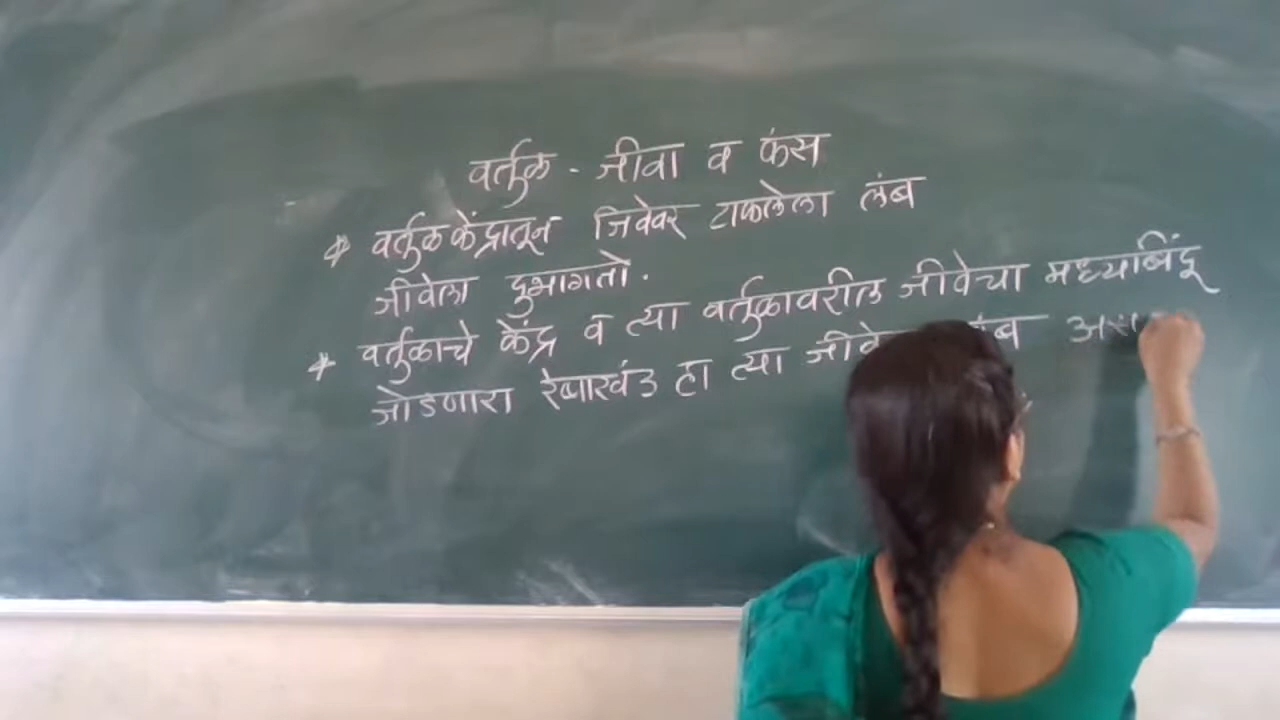 वर्तुळ - जीवा व कंस
* वर्तुळकेंद्रातून जिवेवर टाकलेला लंब
जीवेला दुभागतो.
* वर्तुळाचे केंद्र व त्या वर्तुळावरील जीवेचा मध्यबिंदू
जोडणारा रेषाखंड हा त्या